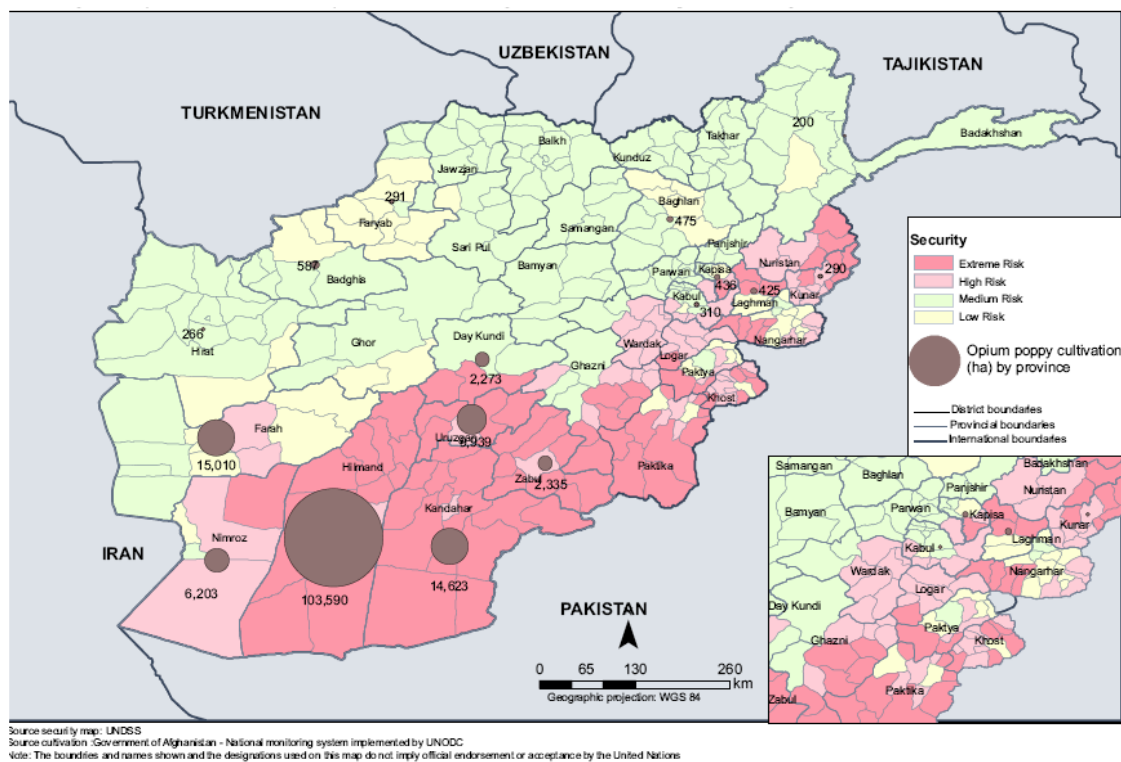 UZBEKISTAN
TAJIKISTAN
TURKMENISTAN
200
Badakhshan
Balkh
Takhar
Kunduz
Jawzjan
291
Faryab
Baghlan
475
Samangan
Sari Pul
Panjshir
587
Badghis
Bamyan
Parwan
Kapisa
436
Nuristan
290
425
Kunar
Laghman
Kabul
310
Nangarhar
266
Hirat
Ghor
Day Kundi
2,273
Wardak
Logar
Ghazni
Paktya
Khost
Farah
15,010
Hilmand
Uruzgan
Zabul
2,335
Paktika
Kandahar
Nimroz
IRAN
6,203
103,590
14,623
PAKISTAN
0 65 130 260
km
Geographic projection: WGS 84
Security
Extreme Risk
High Risk
Medium Risk
Low Risk
Opium poppy cultivation
(ha) by province
District boundaries
Provincial boundaries
International boundaries
Samangan
Baghlan
Badakhshan
Panjshir
Nuristan
Bamyan
Parwan
Kapisa
Kunar
Laghman
Kabul
Wardak
Nangarhar
Logar
Day Kundi
Paktya
Ghazni
Khost
Paktika
Zabul
Source security map: UNDSS
Source cultivation :Government of Afghanistan - National monitoring system implemented by UNODC
Note: The boundries and names shown and the designations used on this map do not imply official endorsement or acceptance by the United Nations